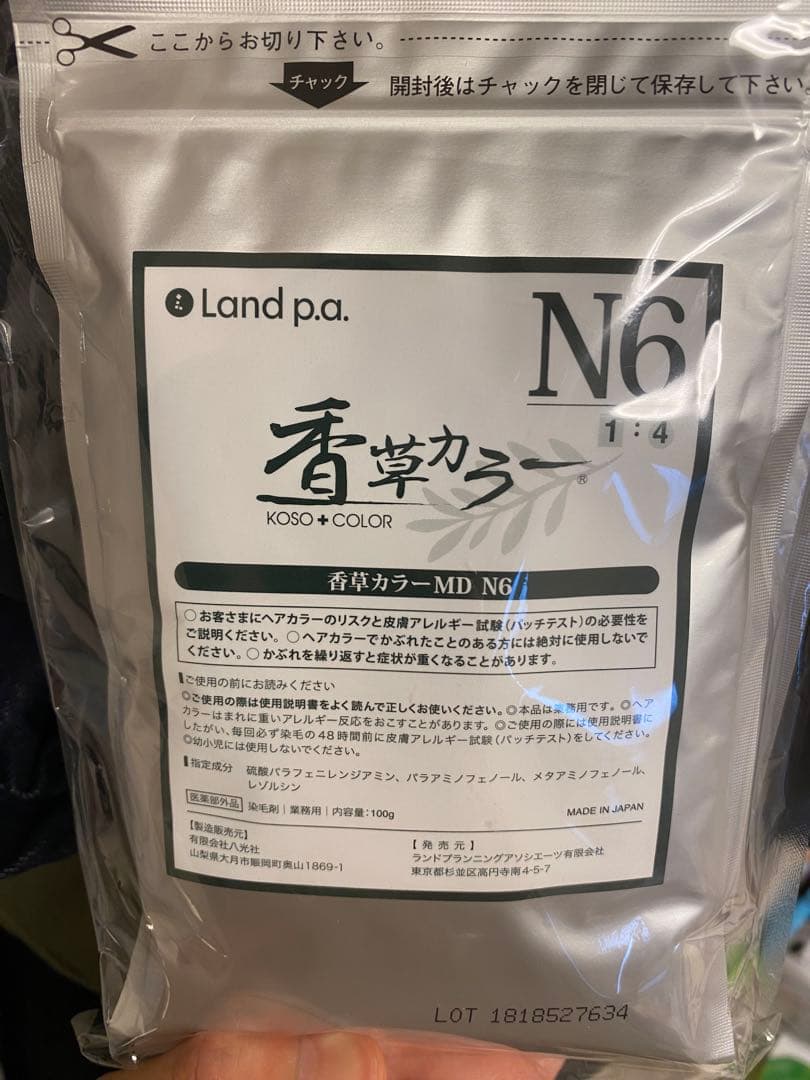 ここからお切り下さい。
チャック
開封後はチャックを閉じて保存して下さい
Land p.a.
N6
1:4
香草カラー®
KOSO+COLOR
香草カラーMD N6
○お客さまにヘアカラーのリスクと皮膚アレルギー試験(パッチテスト)の必要性を
ご説明ください。○ヘアカラーでかぶれたことのある方には絶対に使用しないで
ください。○かぶれを繰り返すと症状が重くなることがあります。
ご使用の前にお読みください
◎ご使用の際は使用説明書をよく読んで正しくお使いください。◎本品は業務用です。◎ヘア
カラーはまれに重いアレルギー反応をおこすことがあります。◎ご使用の際には使用説明書に
したがい、毎回必ず染毛の48時間前に皮膚アレルギー試験(パッチテスト)をしてください。
◎幼小児には使用しないでください。
指定成分 硫酸パラフェニレンジアミン、パラアミノフェノール、メタアミノフェノール、
レゾルシン
医薬部外品 染毛剤|業務用|内容量:100g
MADE IN JAPAN
【製造販売元】
有限会社八光社
山梨県大月市賑岡町奥山1869-1
【発売元】
ランドプランニングアソシエーツ有限会社
東京都杉並区高円寺南4-5-7
LOT 1818527634